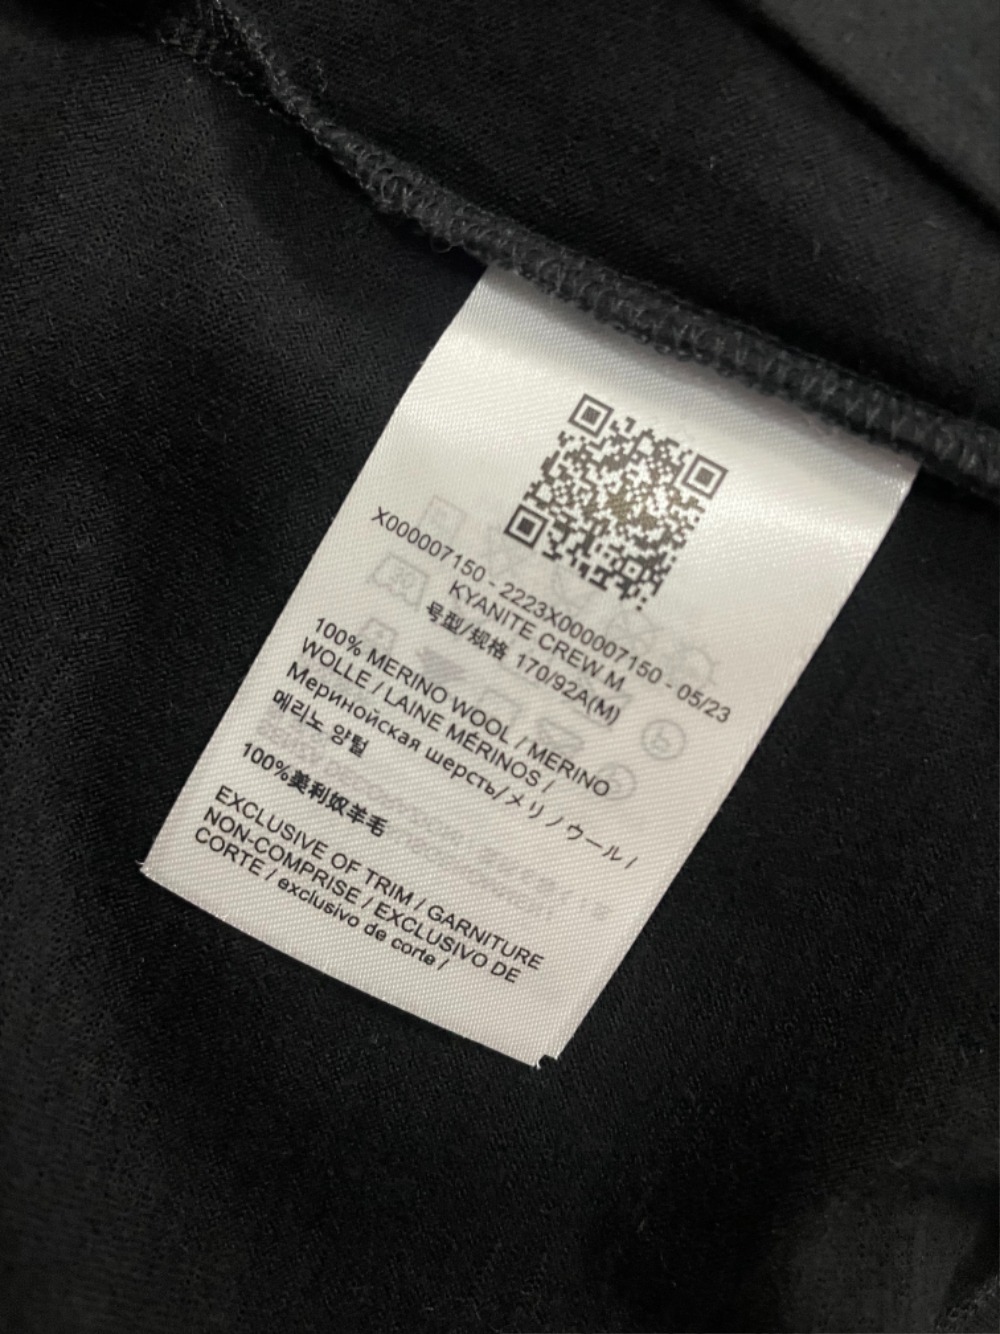 X000007150 - 2223X000007150 - 05/23
KYANITE CREW M
号型/规格 170/92A(M)
100% MERINO WOOL / MERINO
WOLLE / LAINE MÉRINOS /
Мериноӣская шерсть/メリノウール /
메리노 양털
100%美利奴羊毛
EXCLUSIVE OF TRIM / GARNITURE
NON-COMPRISE / EXCLUSIVO DE
CORTE / exclusivo de corte /